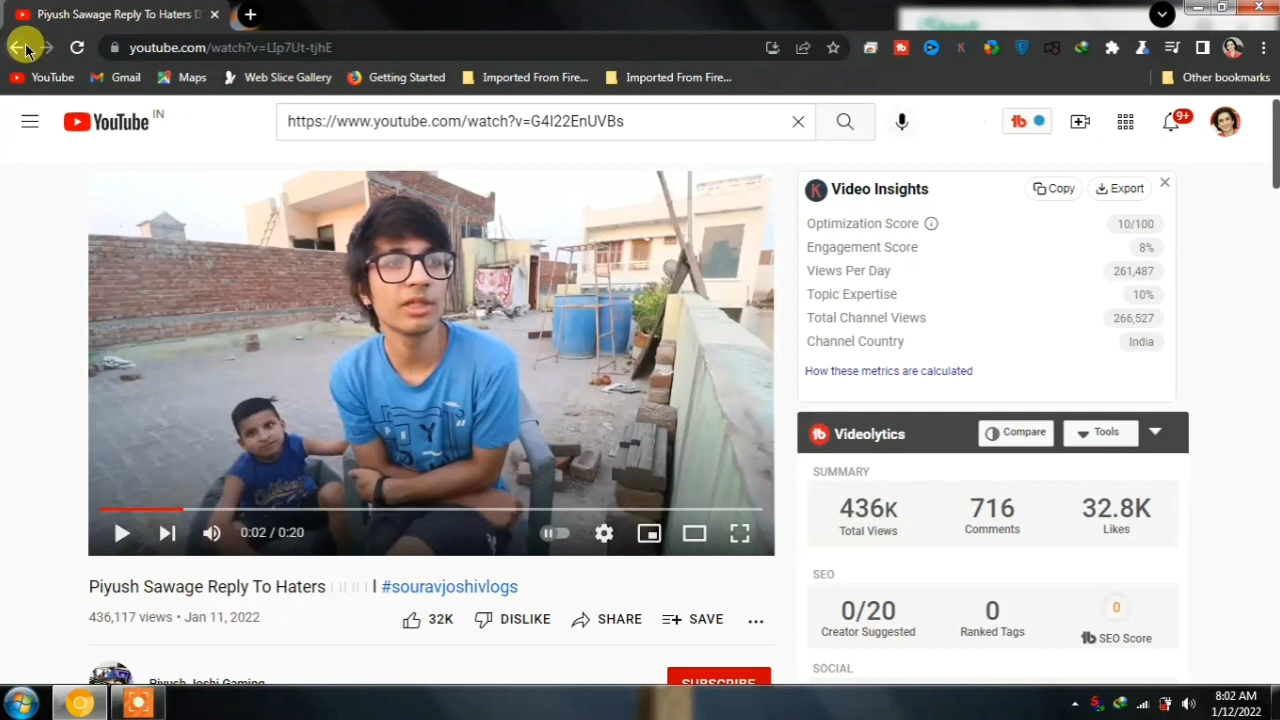 Piyush Sawage Reply To Haters
youtube.com/watch?v=LIp7Ut-tjhE
YouTube Gmail Maps Web Slice Gallery Getting Started Imported From Fire... Imported From Fire... Other bookmarks
YouTube IN
https://www.youtube.com/watch?v=G4I22EnUVBs
tb
9+
K Video Insights Copy Export
Optimization Score 10/100
Engagement Score 8%
Views Per Day 261,487
Topic Expertise 10%
Total Channel Views 266,527
Channel Country India
How these metrics are calculated
tb Videolytics Compare Tools
SUMMARY
436K 716 32.8K
Total Views Comments Likes
SEO
0/20 0 0
Creator Suggested Ranked Tags tb SEO Score
SOCIAL
California
0:02 / 0:20
Piyush Sawage Reply To Haters l #souravjoshivlogs
436,117 views • Jan 11, 2022
32K DISLIKE SHARE SAVE ...
Piyush Joshi Gaming
SUBSCRIBE
8:02 AM
1/12/2022